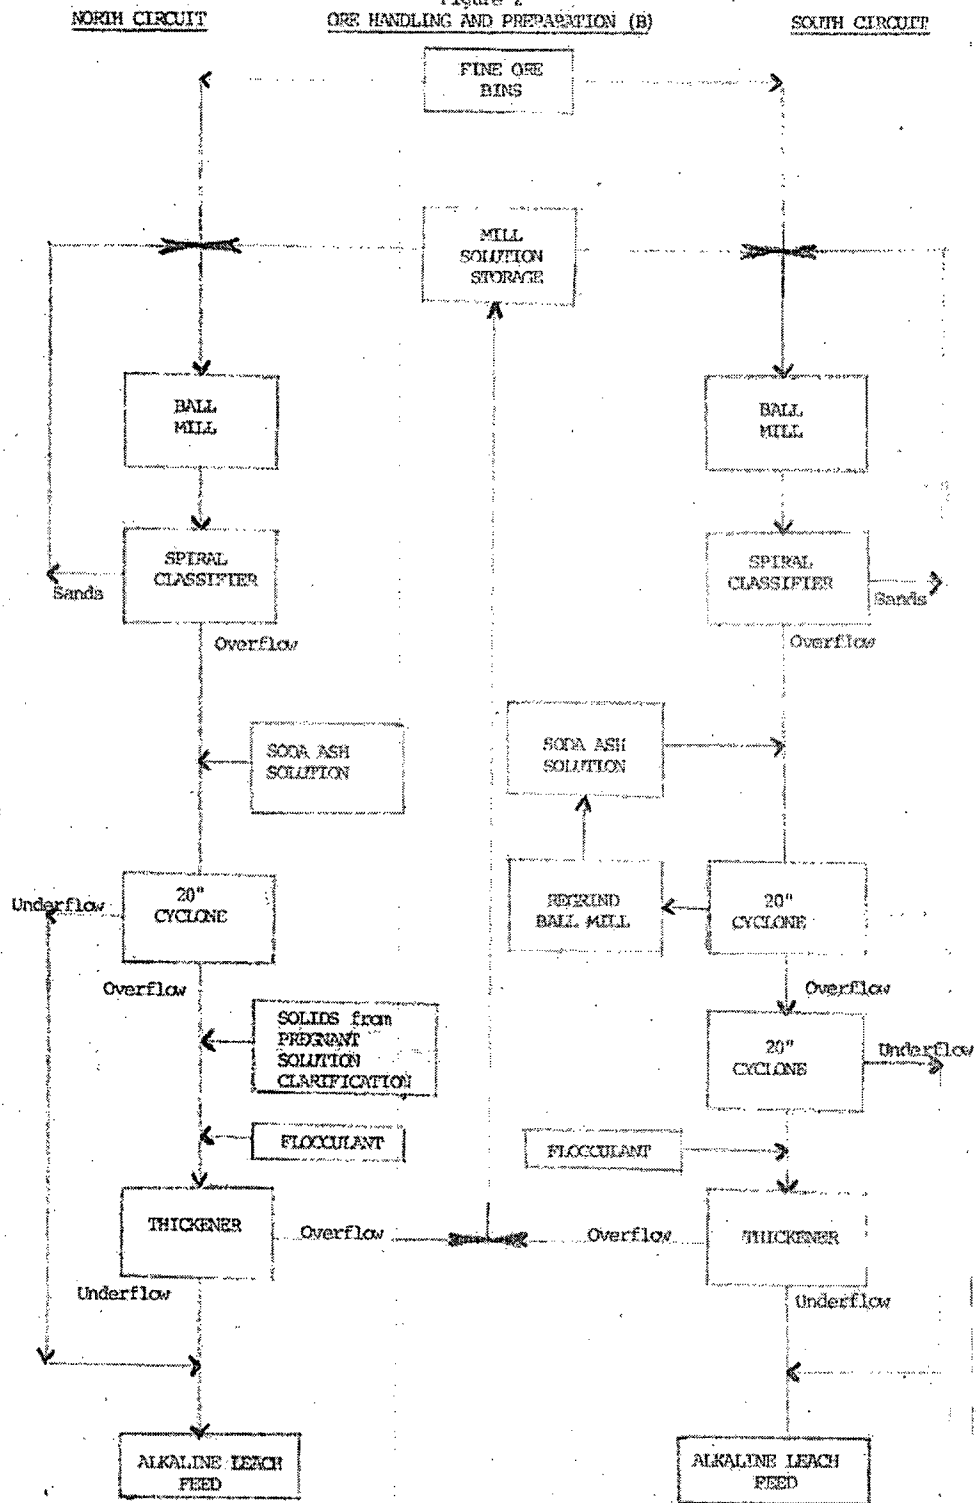 Figure 2
NORTH CIRCUIT
ORE HANDLING AND PREPARATION (B)
SOUTH CIRCUIT
FINE ORE
BINS
MILL
SOLUTION
STORAGE
BALL
MILL
BALL
MILL
SPIRAL
CLASSIFIER
Sands
Overflow
SPIRAL
CLASSIFIER
Sands
Overflow
SODA ASH
SOLUTION
SODA ASH
SOLUTION
Underflow
20"
CYCLONE
Overflow
REGRIND
BALL MILL
20"
CYCLONE
Overflow
SOLIDS from
PREGNANT
SOLUTION
CLARIFICATION
20"
CYCLONE
Underflow
FLOCCULANT
FLOCCULANT
THICKENER
Overflow
Overflow
THICKENER
Underflow
Underflow
ALKALINE LEACH
FEED
ALKALINE LEACH
FEED